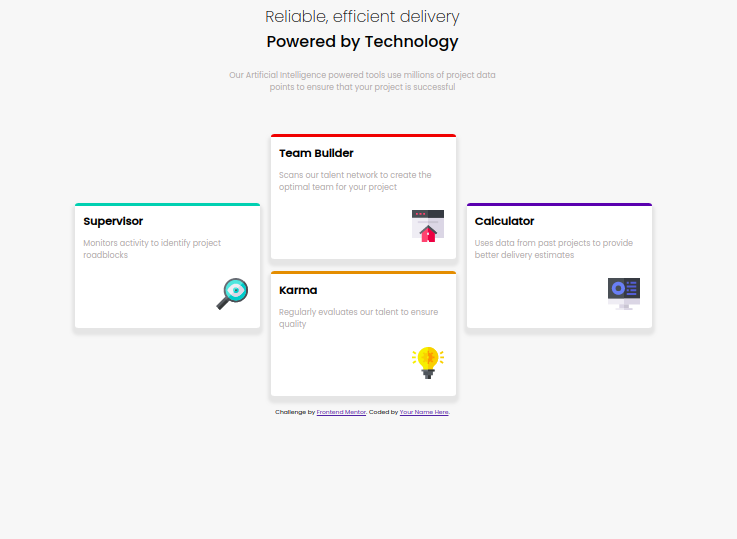 Reliable, efficient delivery
Powered by Technology
Our Artificial Intelligence powered tools use millions of project data
points to ensure that your project is successful
Supervisor
Monitors activity to identify project
roadblocks
Team Builder
Scans our talent network to create the
optimal team for your project
Karma
Regularly evaluates our talent to ensure
quality
Calculator
Uses data from past projects to provide
better delivery estimates
Challenge by Frontend Mentor. Coded by Your Name Here.